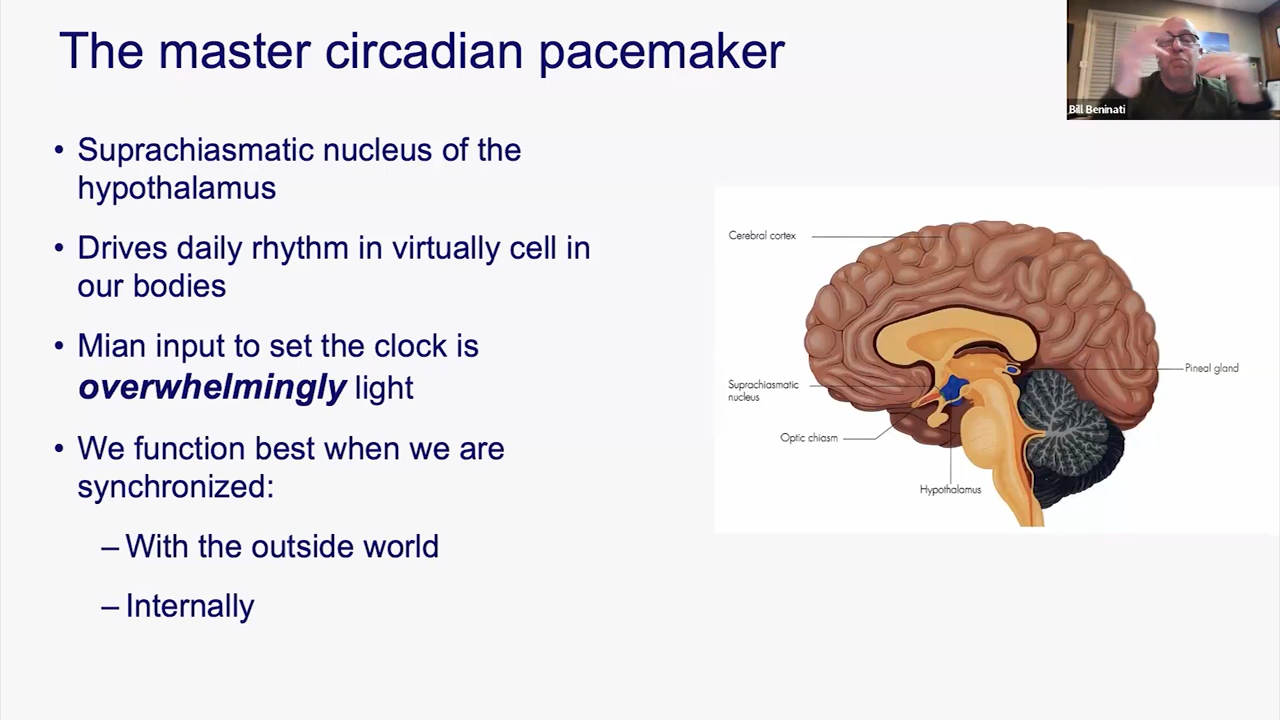 The master circadian pacemaker
Bill Beninati
• Suprachiasmatic nucleus of the
hypothalamus
• Drives daily rhythm in virtually cell in
our bodies
• Mian input to set the clock is
overwhelmingly light
• We function best when we are
synchronized:
– With the outside world
– Internally
Cerebral cortex
Suprachiasmatic
nucleus
Optic chiasm
Hypothalamus
Pineal gland